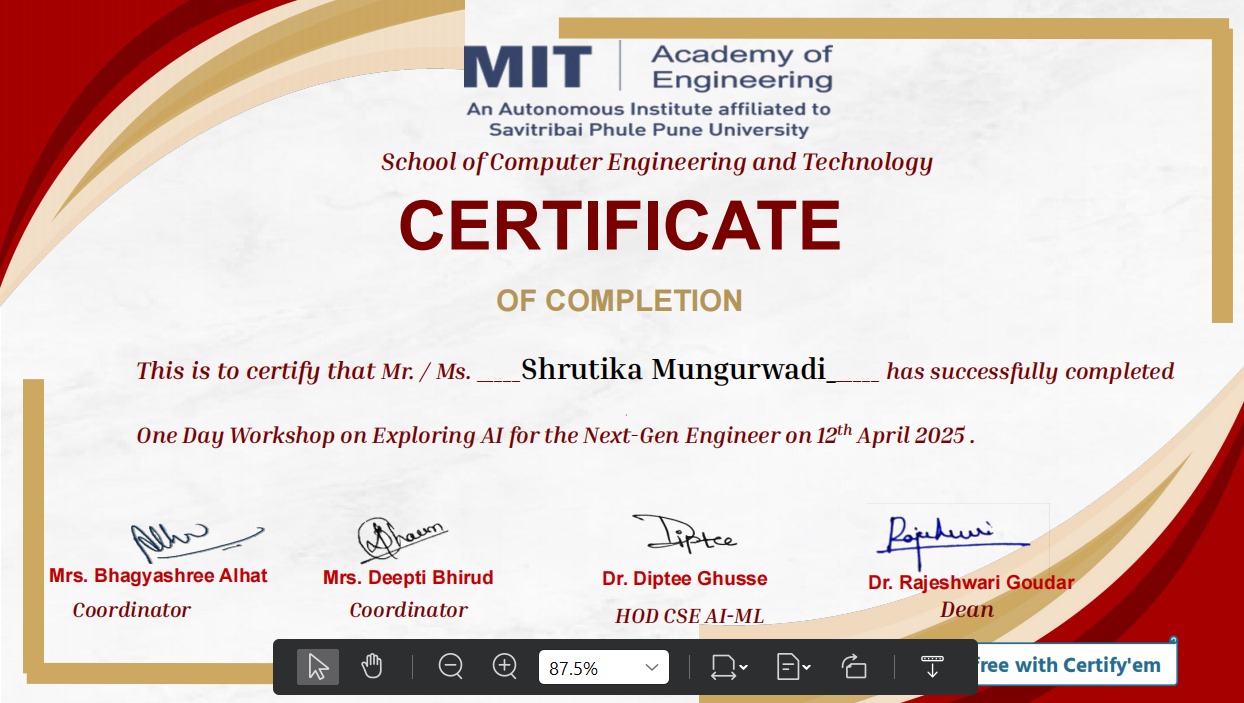 MIT | Academy of Engineering
An Autonomous Institute affiliated to
Savitribai Phule Pune University
School of Computer Engineering and Technology
CERTIFICATE
OF COMPLETION
This is to certify that Mr. / Ms. ____Shrutika Mungurwadi_____ has successfully completed
One Day Workshop on Exploring AI for the Next-Gen Engineer on 12th April 2025 .
Mrs. Bhagyashree Alhat
Coordinator
Mrs. Deepti Bhirud
Coordinator
Diptee
Dr. Diptee Ghusse
HOD CSE AI-ML
Dr. Rajeshwari Goudar
Dean
87.5%
free with Certify'em